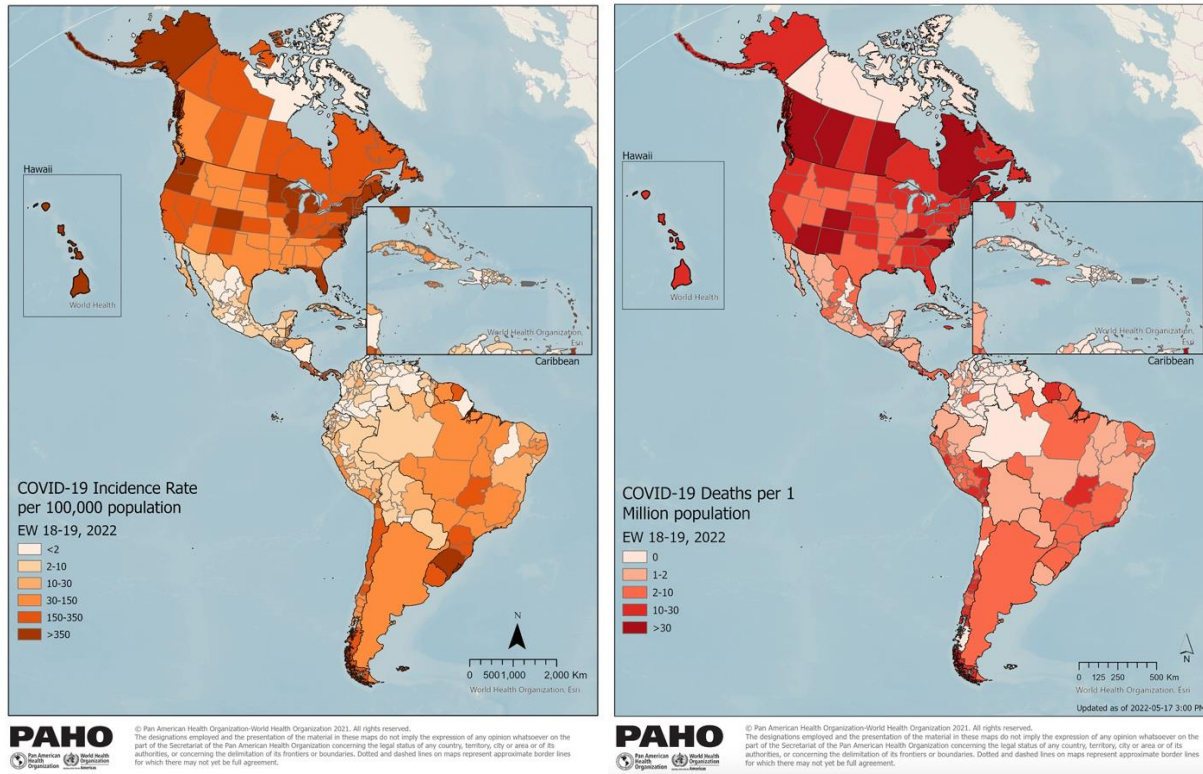 Hawaii
World Health
World Health Organization,
Esri
Caribbean
COVID-19 Incidence Rate
per 100,000 population
EW 18-19, 2022
<2
2-10
10-30
30-150
150-350
>350
N
0 500 1,000 2,000 Km
World Health Organization, Esri
PAHO
Pan American
Health
Organization
World Health
Organization
Americas
© Pan American Health Organization-World Health Organization 2021. All rights reserved.
The designations employed and the presentation of the material in these maps do not imply the expression of any opinion whatsoever on the
part of the Secretariat of the Pan American Health Organization concerning the legal status of any country, territory, city or area or of its
authorities, or concerning the delimitation of its frontiers or boundaries. Dotted and dashed lines on maps represent approximate border lines
for which there may not yet be full agreement.
Hawaii
World Health
World Health Organization,
Esri
Caribbean
COVID-19 Deaths per 1
Million population
EW 18-19, 2022
0
1-2
2-10
10-30
>30
N
0 125 250 500 Km
World Health Organization, Esri
Updated as of 2022-05-17 3:00 PM
PAHO
Pan American
Health
Organization
World Health
Organization
Americas
© Pan American Health Organization-World Health Organization 2021. All rights reserved.
The designations employed and the presentation of the material in these maps do not imply the expression of any opinion whatsoever on the
part of the Secretariat of the Pan American Health Organization concerning the legal status of any country, territory, city or area or of its
authorities, or concerning the delimitation of its frontiers or boundaries. Dotted and dashed lines on maps represent approximate border lines
for which there may not yet be full agreement.